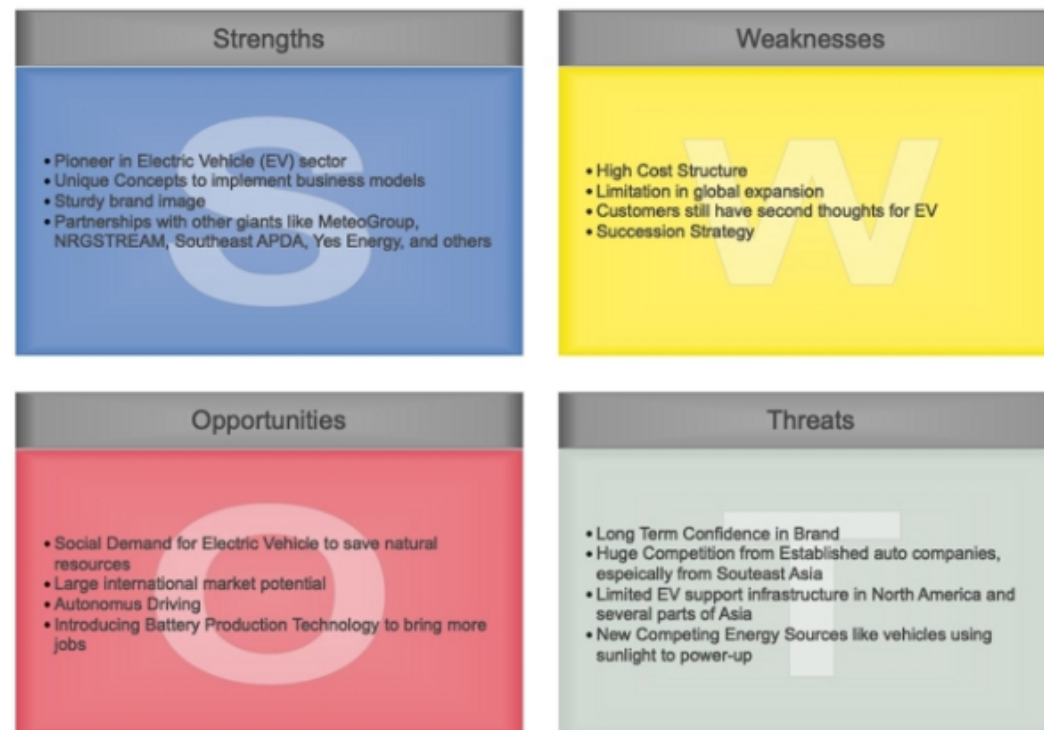 Strengths
• Pioneer in Electric Vehicle (EV) sector
• Unique Concepts to implement business models
• Sturdy brand image
• Partnerships with other giants like MeteoGroup,
NRGSTREAM, Southeast APDA, Yes Energy, and others
S
Weaknesses
• High Cost Structure
• Limitation in global expansion
• Customers still have second thoughts for EV
• Succession Strategy
W
Opportunities
• Social Demand for Electric Vehicle to save natural
resources
• Large international market potential
• Autonomus Driving
• Introducing Battery Production Technology to bring more
jobs
O
Threats
• Long Term Confidence in Brand
• Huge Competition from Established auto companies,
espeically from Souteast Asia
• Limited EV support infrastructure in North America and
several parts of Asia
• New Competing Energy Sources like vehicles using
sunlight to power-up
T